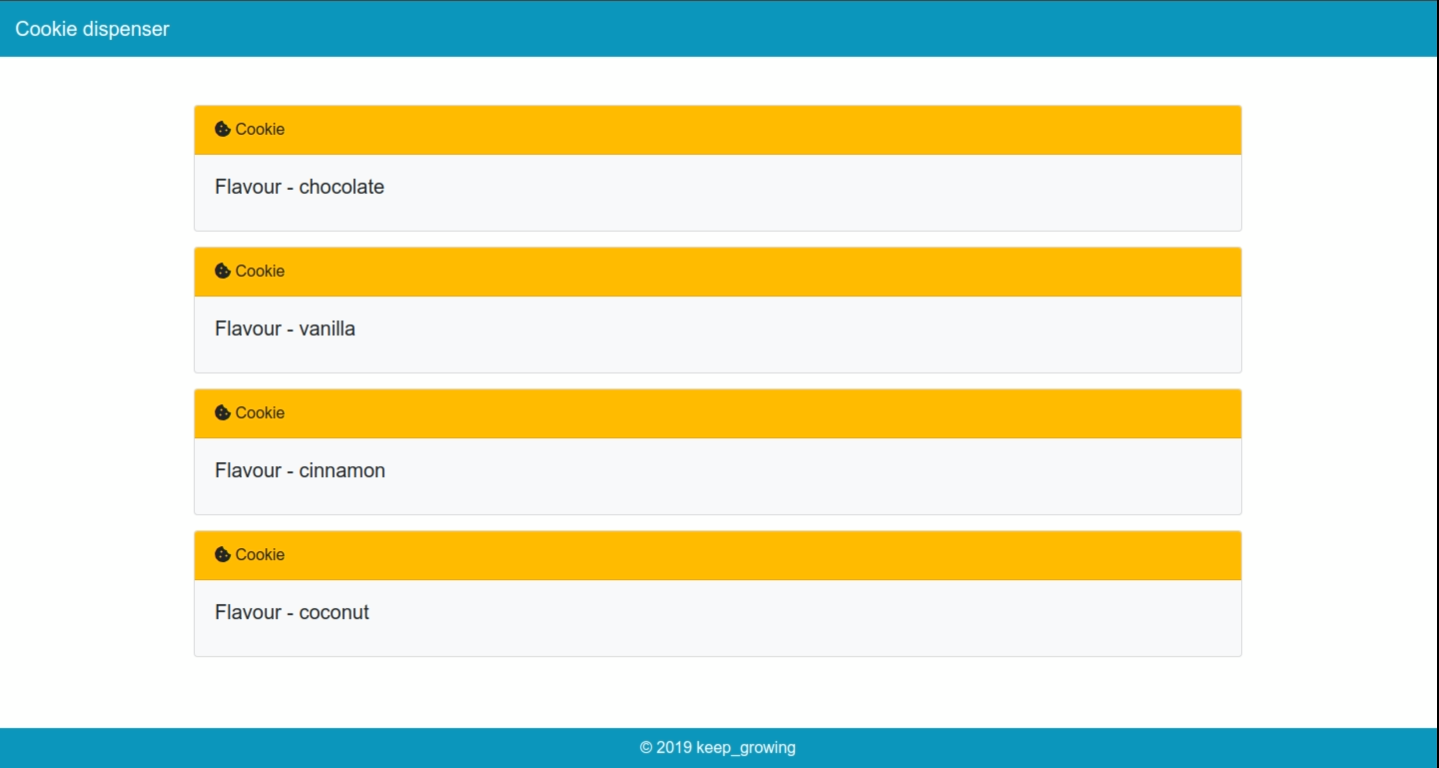 Cookie dispenser
Cookie
Flavour - chocolate
Cookie
Flavour - vanilla
Cookie
Flavour - cinnamon
Cookie
Flavour - coconut
© 2019 keep_growing